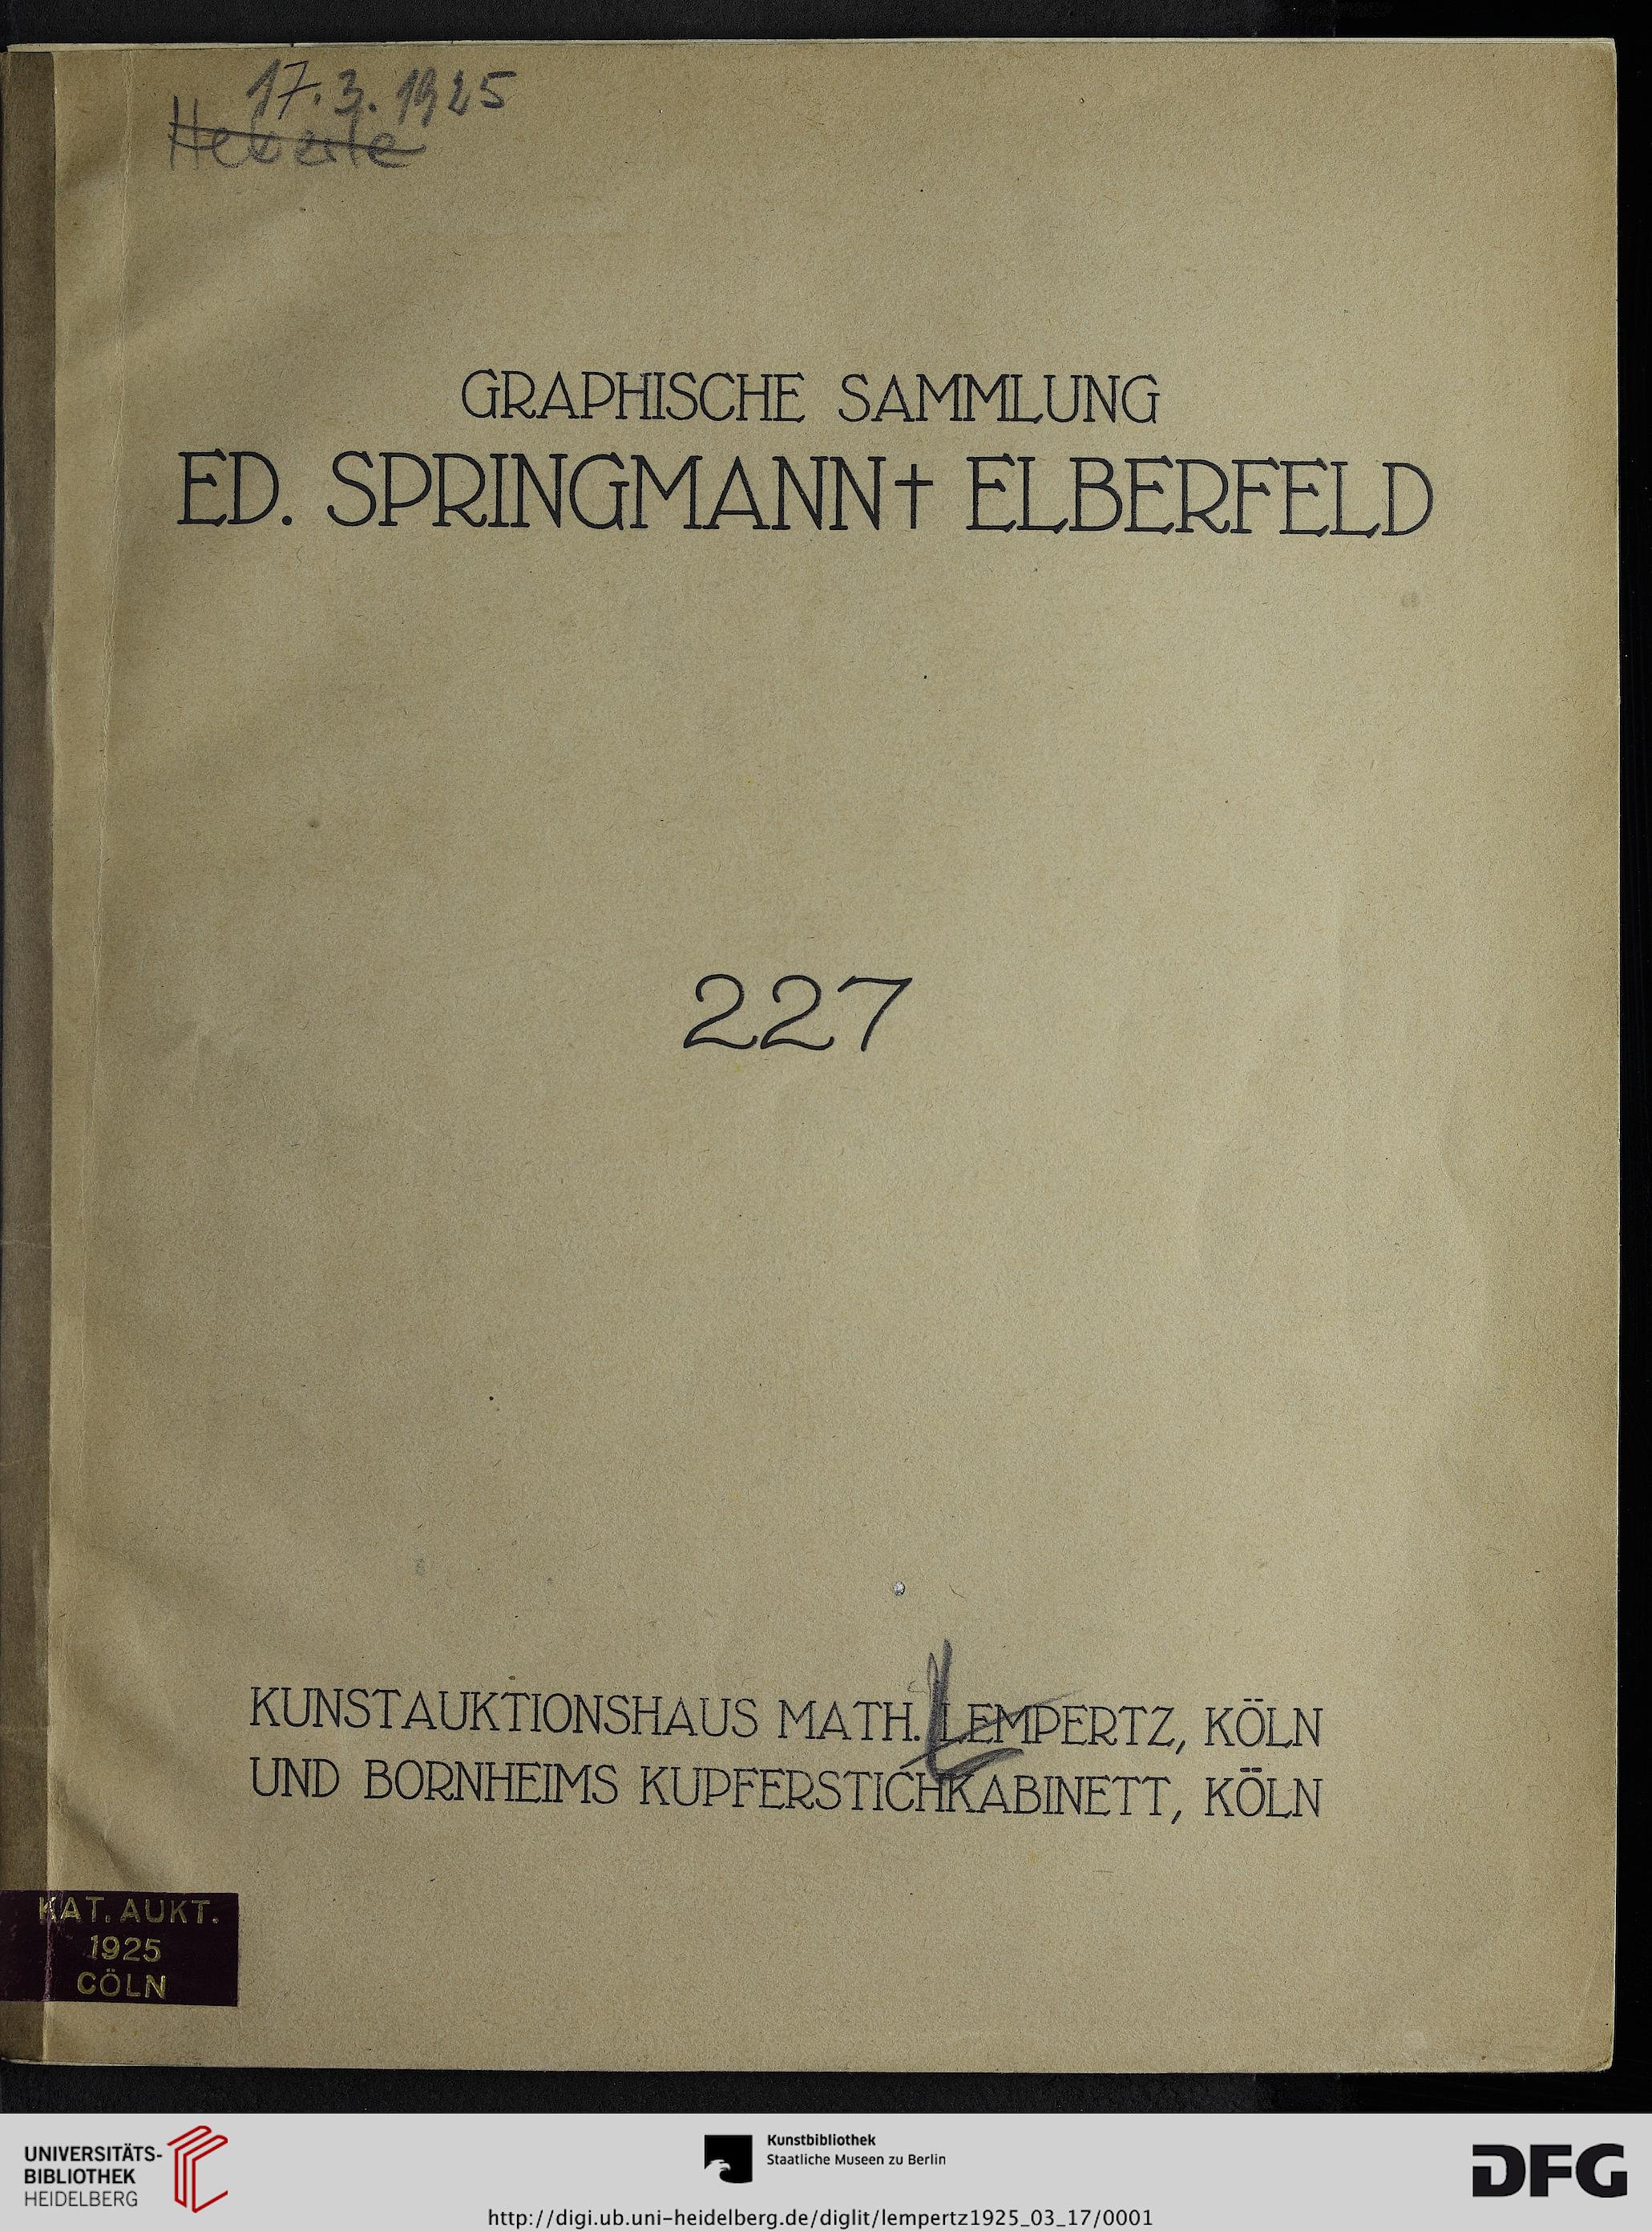 17.3.1925
Heberle
GRAPHISCHE SAMMLUNG
ED. SPRINGMANN† ELBERFELD
227
KUNSTAUKTIONSHAUS MATH. LEMPERTZ, KÖLN
UND BORNHEIMS KUPFERSTICHKABINETT, KÖLN
KAT. AUKT.
1925
CÖLN
UNIVERSITÄTS-
BIBLIOTHEK
HEIDELBERG
Kunstbibliothek
Staatliche Museen zu Berlin
DFG
http://digi.ub.uni-heidelberg.de/diglit/lempertz1925_03_17/0001